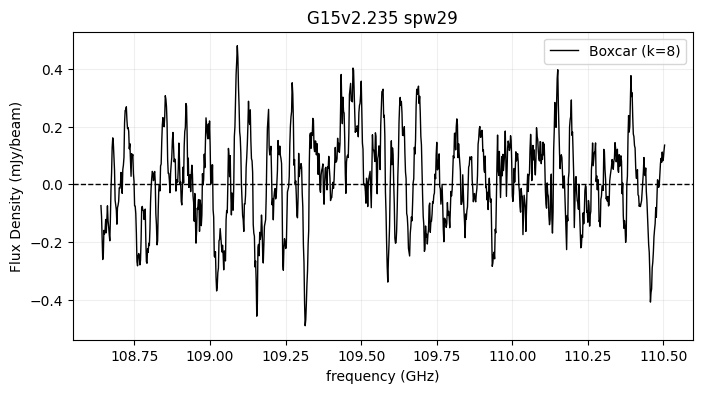 G15v2.235 spw29
Boxcar (k=8)
Flux Density (mJy/beam)
0.4
0.2
0.0
−0.2
−0.4
108.75 109.00 109.25 109.50 109.75 110.00 110.25 110.50
frequency (GHz)